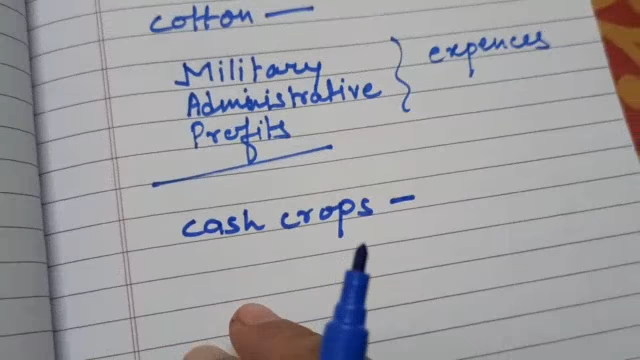 cotton —
Military
Administrative } expences
Profits
cash crops -